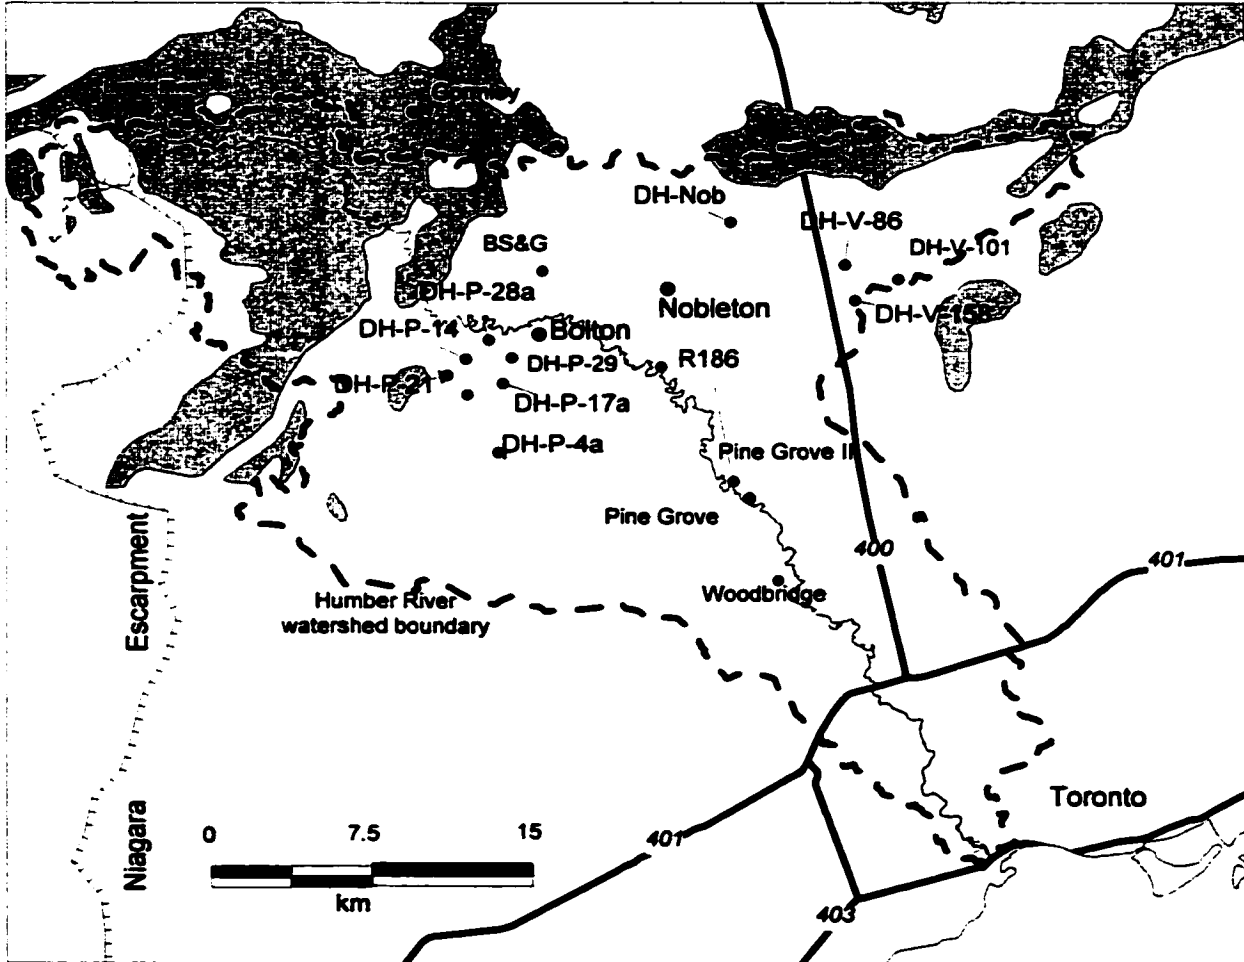 Gormley
DH-Nob
DH-V-86
BS&G
DH-V-101
DH-P-28a
Nobleton
DH-V-158
DH-P-14
Bolton
DH-P-29
R186
DH-P-21
DH-P-17a
DH-P-4a
Pine Grove II
Pine Grove
400
401
Woodbridge
Humber River
watershed boundary
Niagara Escarpment
Toronto
0 7.5 15
km
401
403